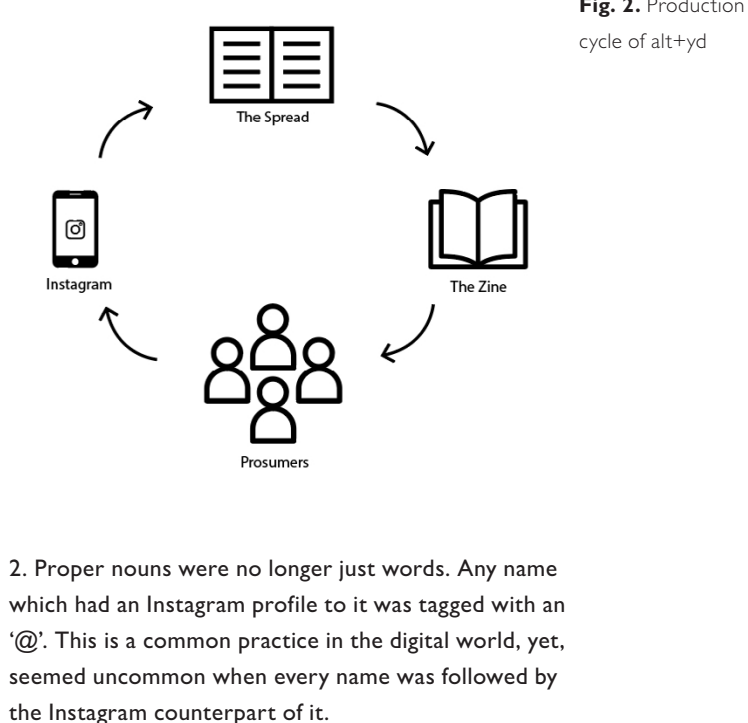 Fig. 2. Production
cycle of alt+yd
The Spread
Instagram
The Zine
Prosumers
2. Proper nouns were no longer just words. Any name
which had an Instagram profile to it was tagged with an
‘@’. This is a common practice in the digital world, yet,
seemed uncommon when every name was followed by
the Instagram counterpart of it.